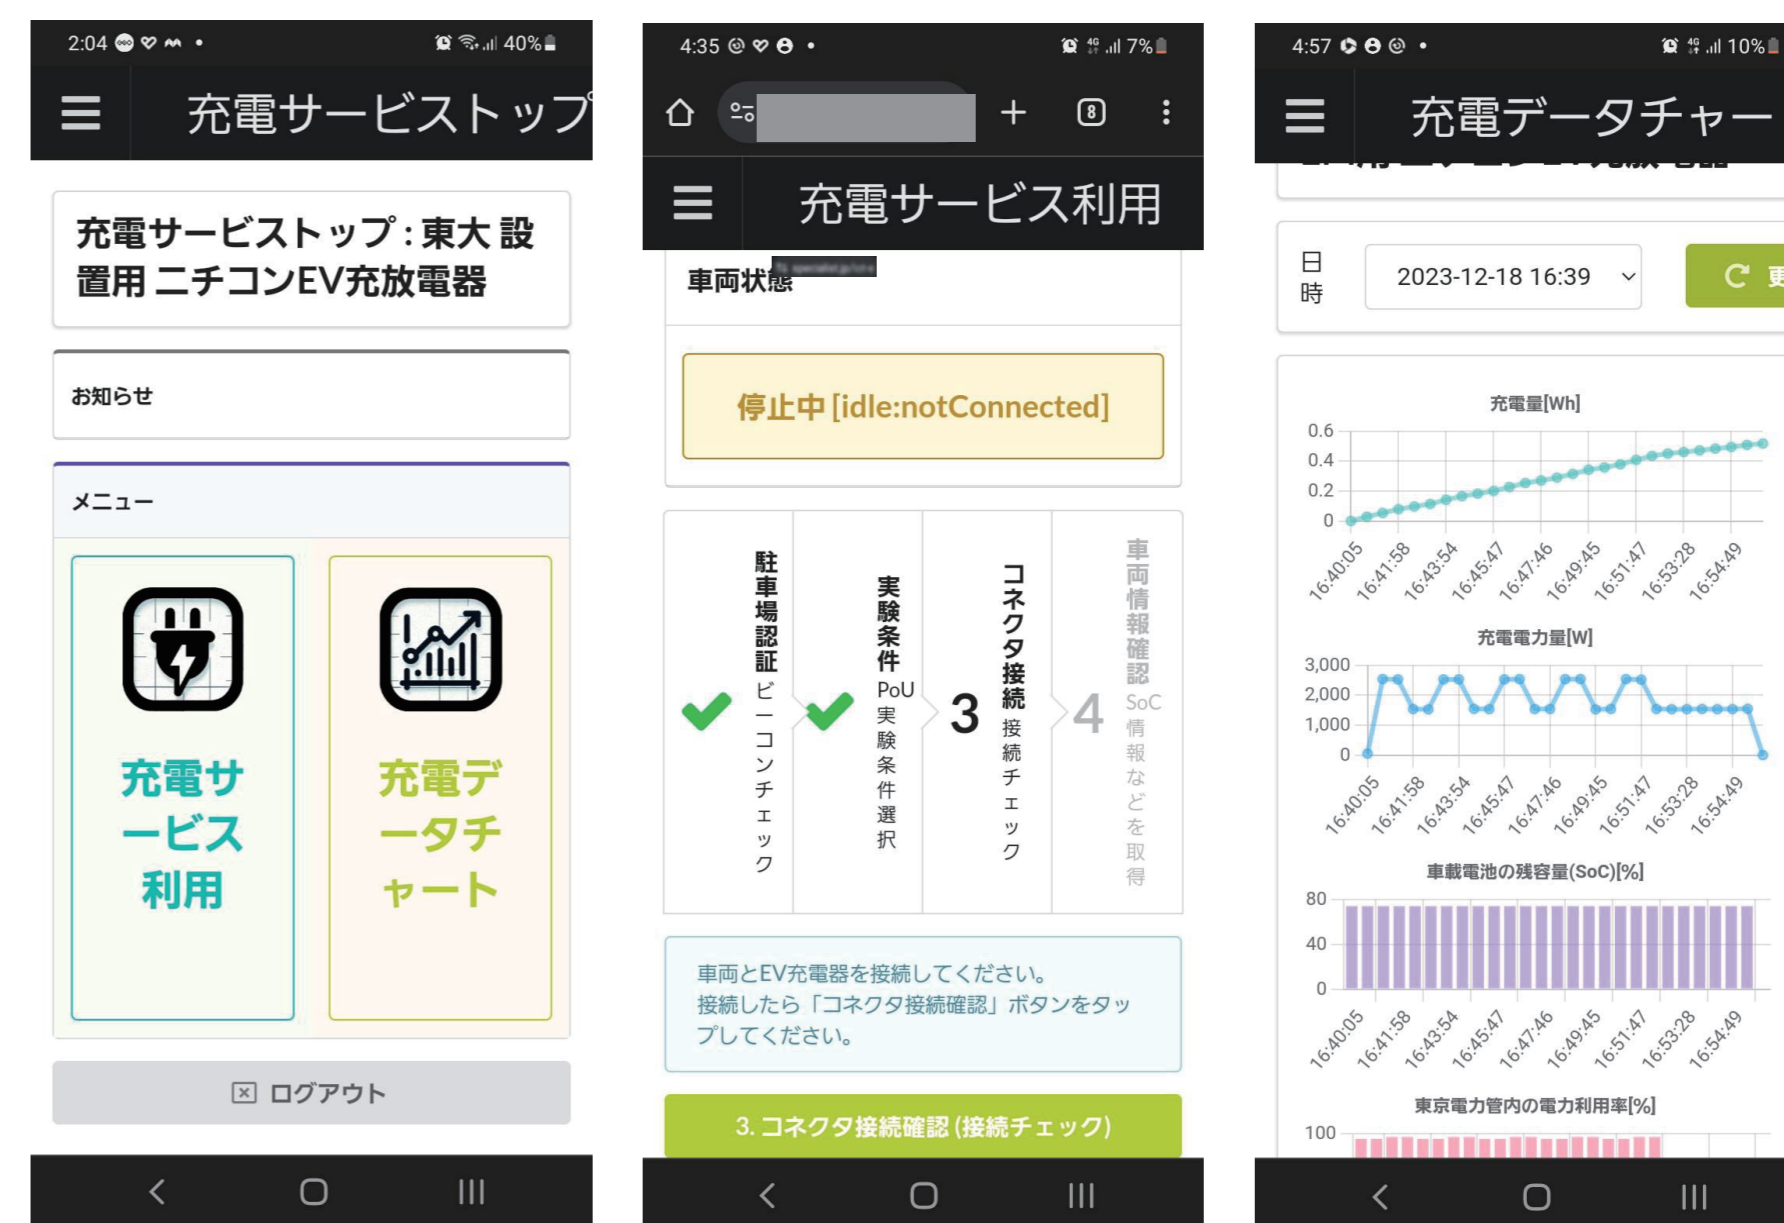 2:04
40%
充電サービストップ
充電サービストップ : 東大 設
置用 ニチコンEV充放電器
お知らせ
メニュー
充電サ
ービス
利用
充電デ
ータチ
ャート
ログアウト
4:35
4G
7%
8
充電サービス利用
車両状態
停止中 [idle:notConnected]
駐車場認証
ビーコンチェック
実験条件
PoU実験条件選択
3
コネクタ接続
接続チェック
4
車両情報確認
SoC情報などを取得
車両とEV充電器を接続してください。
接続したら「コネクタ接続確認」ボタンをタッ
プしてください。
3. コネクタ接続確認 (接続チェック)
4:57
4G
10%
充電データチャー
日時
2023-12-18 16:39
更
充電量[Wh]
0.6
0.4
0.2
0
16:40:05 16:41:58 16:43:54 16:45:47 16:47:46 16:49:45 16:51:47 16:53:28 16:54:49
充電電力量[W]
3,000
2,000
1,000
0
16:40:05 16:41:58 16:43:54 16:45:47 16:47:46 16:49:45 16:51:47 16:53:28 16:54:49
車載電池の残容量(SoC)[%]
80
40
0
16:40:05 16:41:58 16:43:54 16:45:47 16:47:46 16:49:45 16:51:47 16:53:28 16:54:49
東京電力管内の電力利用率[%]
100